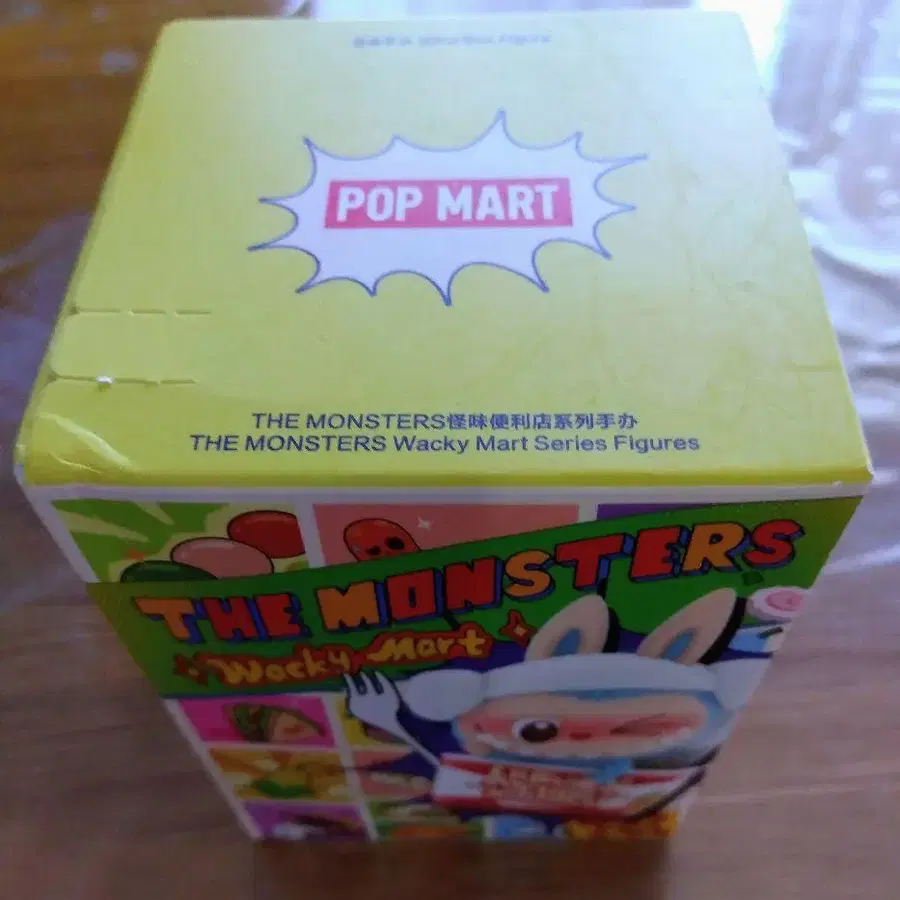 POP MART
THE MONSTERS怪味便利店系列手办
THE MONSTERS Wacky Mart Series Figures
THE MONSTERS
Wacky Mart